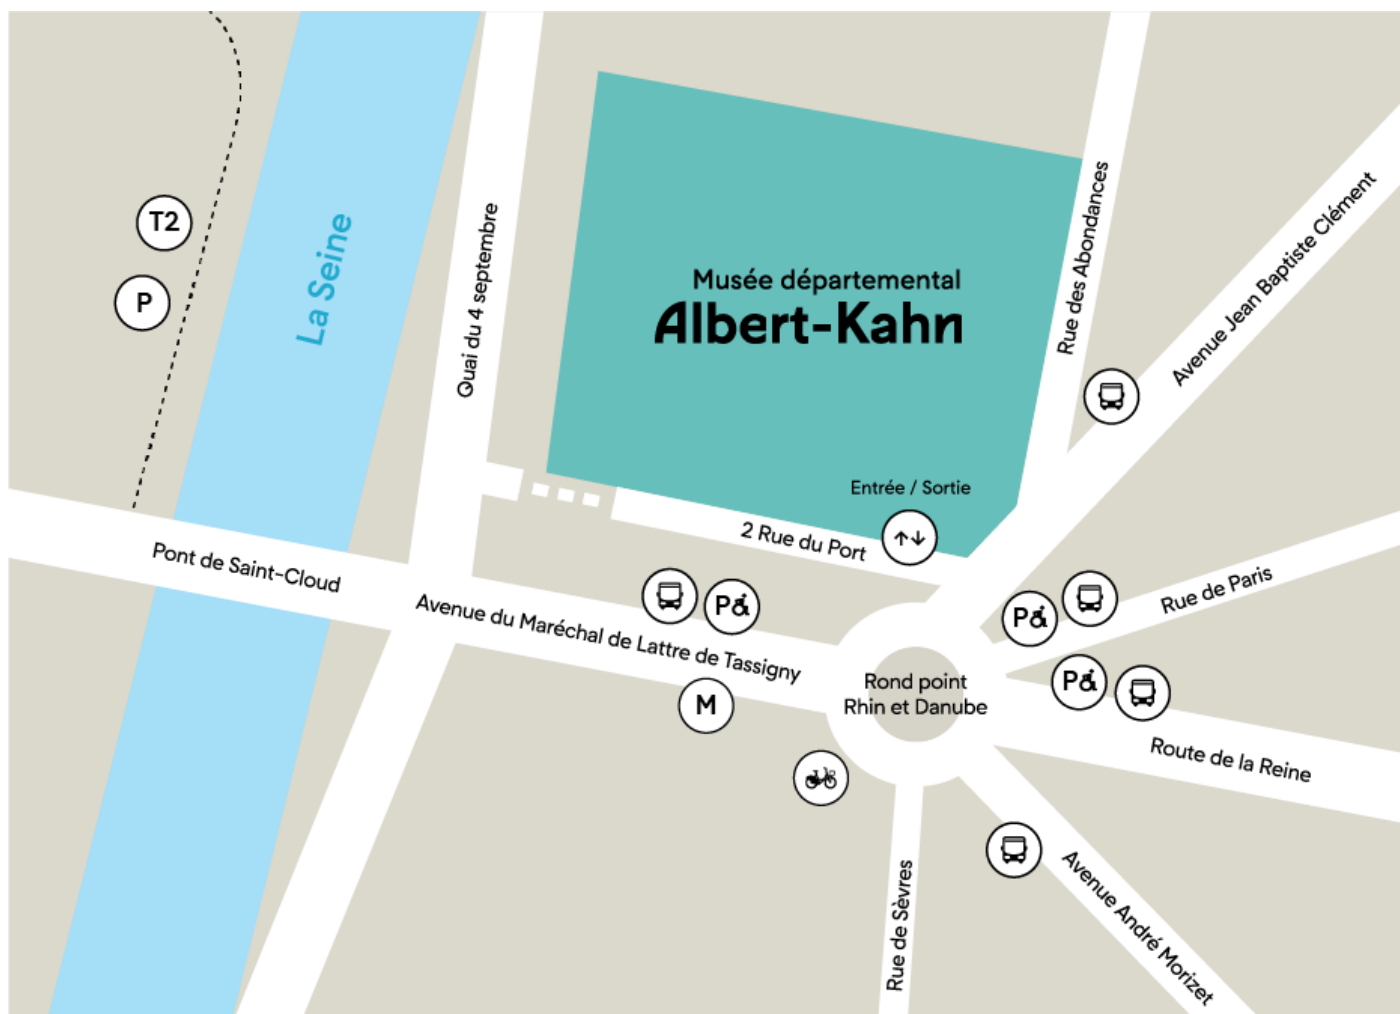 T2
P
La Seine
Quai du 4 septembre
Musée départemental
Albert-Kahn
Rue des Abondances
Avenue Jean Baptiste Clément
Entrée / Sortie
2 Rue du Port
Pont de Saint-Cloud
Avenue du Maréchal de Lattre de Tassigny
P
M
P
Rue de Paris
Rond point
Rhin et Danube
P
Route de la Reine
Rue de Sèvres
Avenue André Morizet